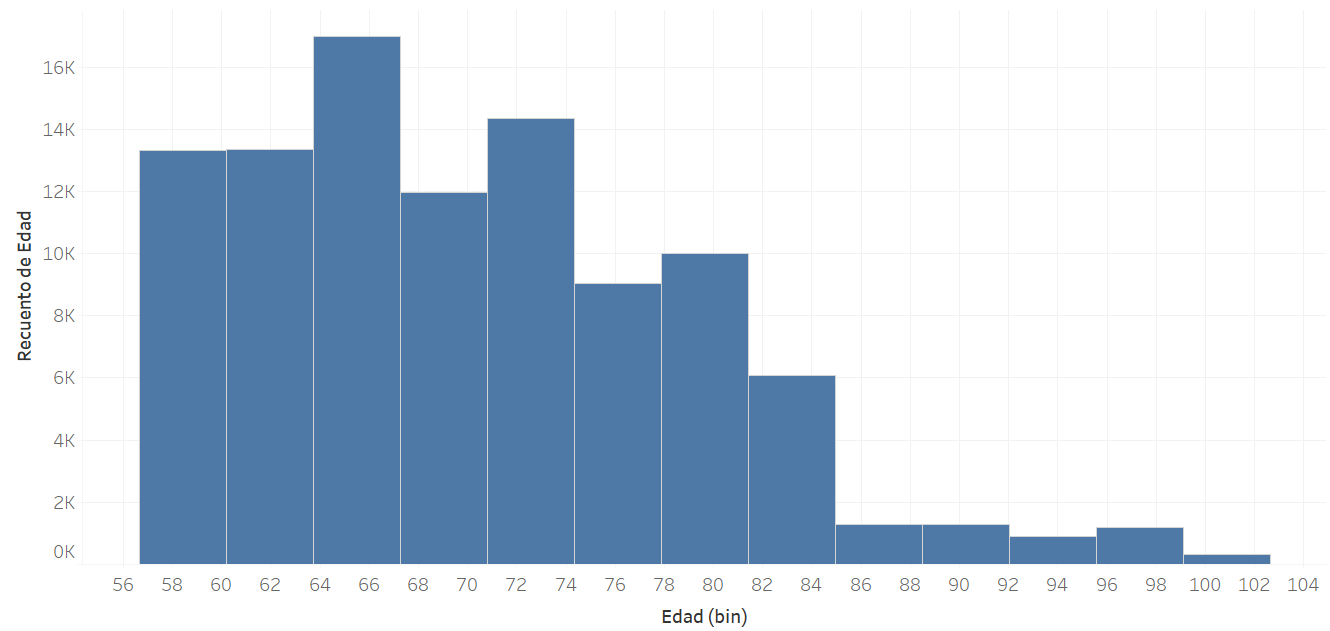 16K
14K
12K
10K
8K
6K
4K
2K
0K
Recuento de Edad
56 58 60 62 64 66 68 70 72 74 76 78 80 82 84 86 88 90 92 94 96 98 100 102 104
Edad (bin)